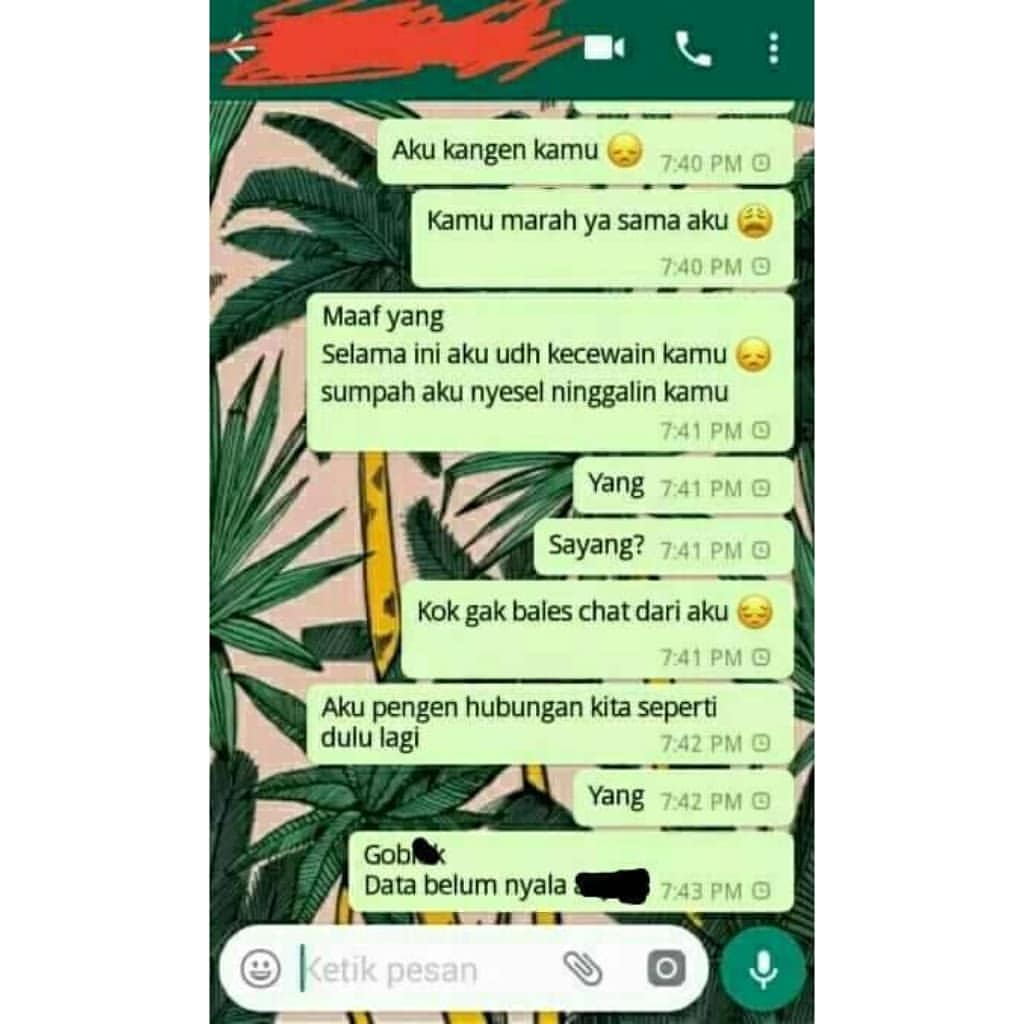 Aku kangen kamu 😞 7:40 PM
Kamu marah ya sama aku 😩
7:40 PM
Maaf yang
Selama ini aku udh kecewain kamu 😞
sumpah aku nyesel ninggalin kamu
7:41 PM
Yang 7:41 PM
Sayang? 7:41 PM
Kok gak bales chat dari aku 😔
7:41 PM
Aku pengen hubungan kita seperti
dulu lagi 7:42 PM
Yang 7:42 PM
Data belum nyala 7:43 PM
Ketik pesan